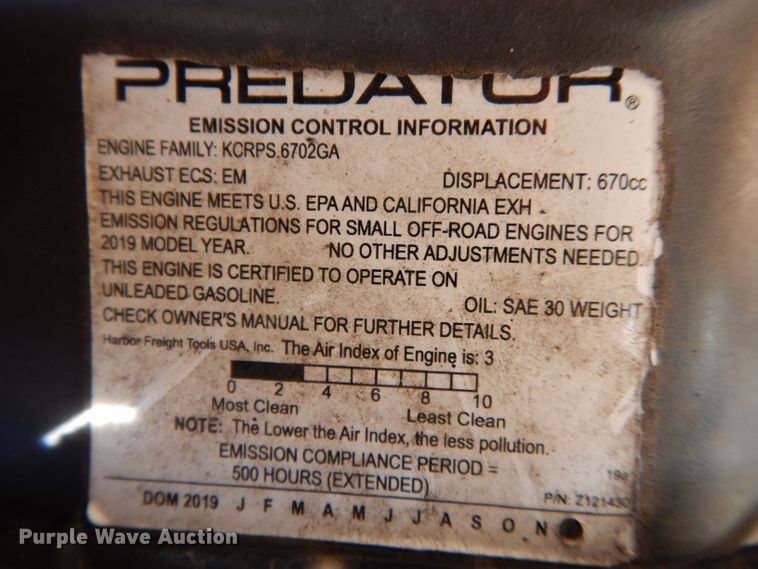 PREDATOR®
EMISSION CONTROL INFORMATION
ENGINE FAMILY: KCRPS.6702GA
EXHAUST ECS: EM DISPLACEMENT: 670cc
THIS ENGINE MEETS U.S. EPA AND CALIFORNIA EXH
EMISSION REGULATIONS FOR SMALL OFF-ROAD ENGINES FOR
2019 MODEL YEAR. NO OTHER ADJUSTMENTS NEEDED.
THIS ENGINE IS CERTIFIED TO OPERATE ON
UNLEADED GASOLINE. OIL: SAE 30 WEIGHT
CHECK OWNER'S MANUAL FOR FURTHER DETAILS.
Harbor Freight Tools USA, Inc. The Air Index of Engine is: 3
0 2 4 6 8 10
Most Clean Least Clean
NOTE: The Lower the Air Index, the less pollution.
EMISSION COMPLIANCE PERIOD =
500 HOURS (EXTENDED)
P/N:
DOM 2019 J F M A M J J A S O N
Purple Wave Auction